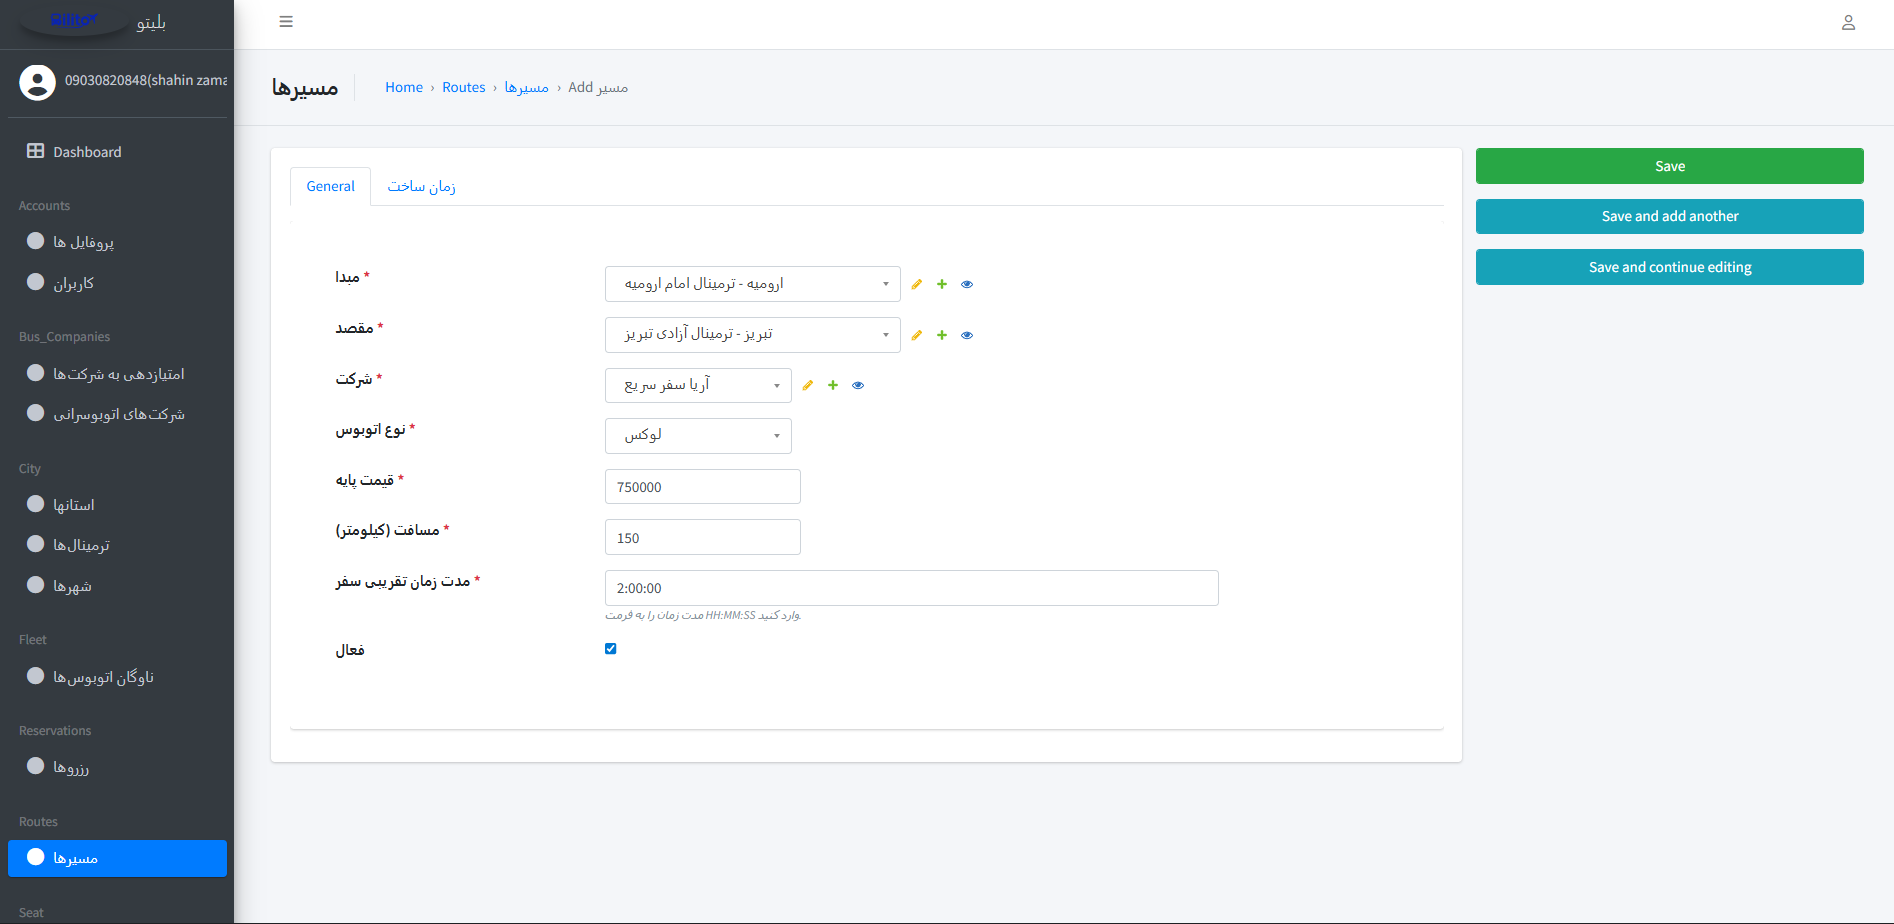 Bilito
بلیتو
09030820848(shahin zama
Dashboard
Accounts
پروفایل ها
کاربران
Bus_Companies
امتیازدهی به شرکت‌ها
شرکت‌های اتوبوسرانی
City
استانها
ترمینال‌ها
شهرها
Fleet
ناوگان اتوبوس‌ها
Reservations
رزروها
Routes
مسیرها
Seat
مسیرها
Home › Routes › مسیرها › Add مسیر
General
زمان ساخت
مبدا *
ارومیه - ترمینال امام ارومیه
مقصد *
تبریز - ترمینال آزادی تبریز
شرکت *
آریا سفر سریع
نوع اتوبوس *
لوکس
قیمت پایه *
750000
مسافت (کیلومتر) *
150
مدت زمان تقریبی سفر *
2:00:00
مدت زمان را به فرمت HH:MM:SS وارد کنید.
فعال
Save
Save and add another
Save and continue editing